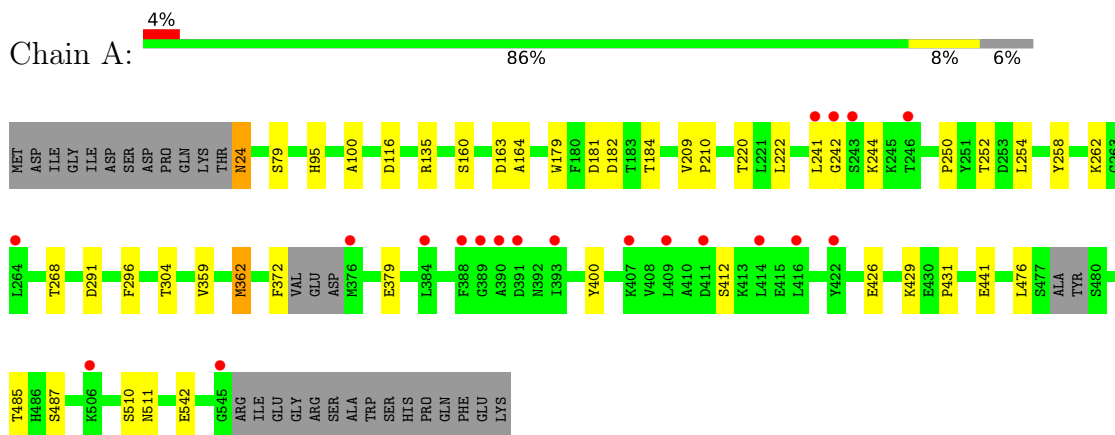 4%
Chain A:
86% 8% 6%
MET ASP ILE GLY ILE ASP SER ASP PRO GLN LYS THR N24 S79 H95 A100 D116 R135 S160 D163 A164 W179 F180 D181 D182 T183 T184 V209 P210 T220 L221 L222 L241 G242 S243 K244 K245 T246 P250 Y251 T252 D253 L254 Y258 K262 G263
L264 T268 D291 F296 T304 V359 M362 F372 VAL GLU ASP M376 E379 L384 F388 G389 A390 D391 N392 I393 Y400 K407 V408 L409 A410 D411 S412 K413 L414 E415 L416 Y422 E426 K429 E430 P431 E441 L476 S477 ALA TYR S480
T485 H486 S487 K506 S510 N511 E542 G545 ARG ILE GLU GLY ARG SER ALA TRP SER HIS PRO GLN PHE GLU LYS